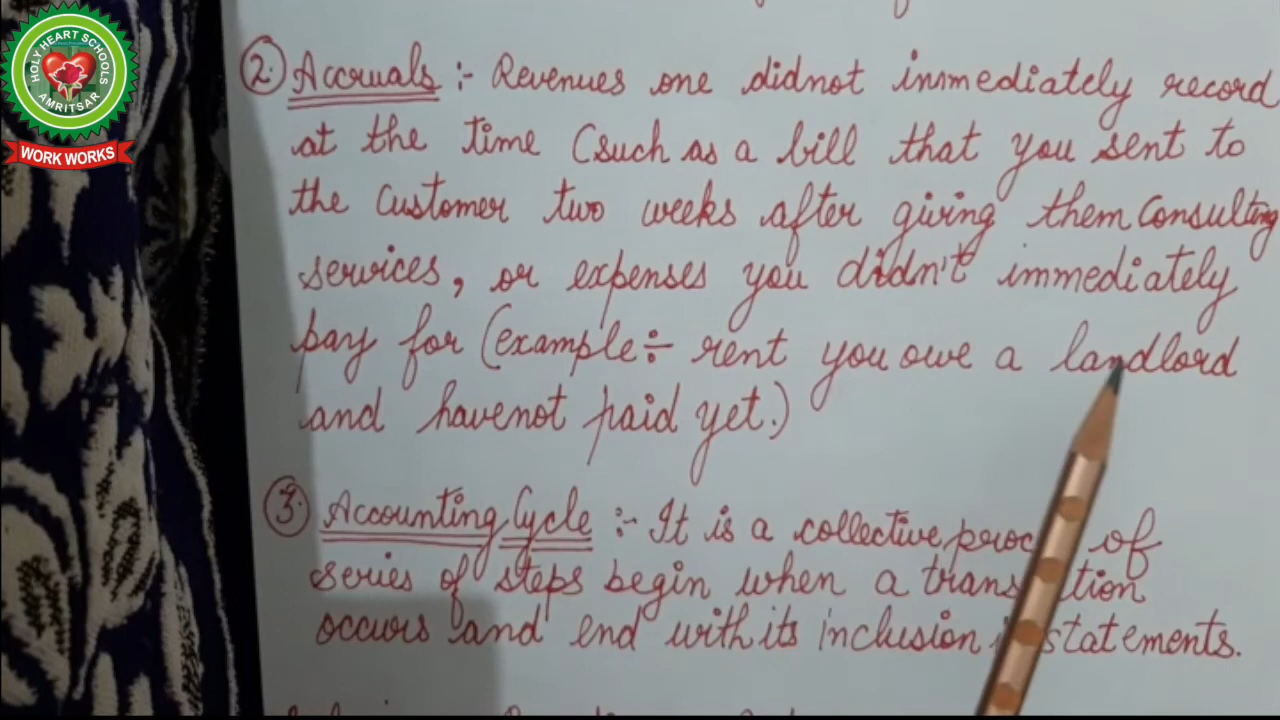 HOLY HEART SCHOOLS
AMRITSAR
WORK WORKS
2. Accruals :- Revenues one didnot immediately record
at the time (such as a bill that you sent to
the customer two weeks after giving them Consulting
services, or expenses you didn't immediately
pay for (example:- rent you owe a landlord
and havenot paid yet.)
3. Accounting Cycle :- It is a collective of
series of steps begin when a
occurs and end with its inclusion statements.